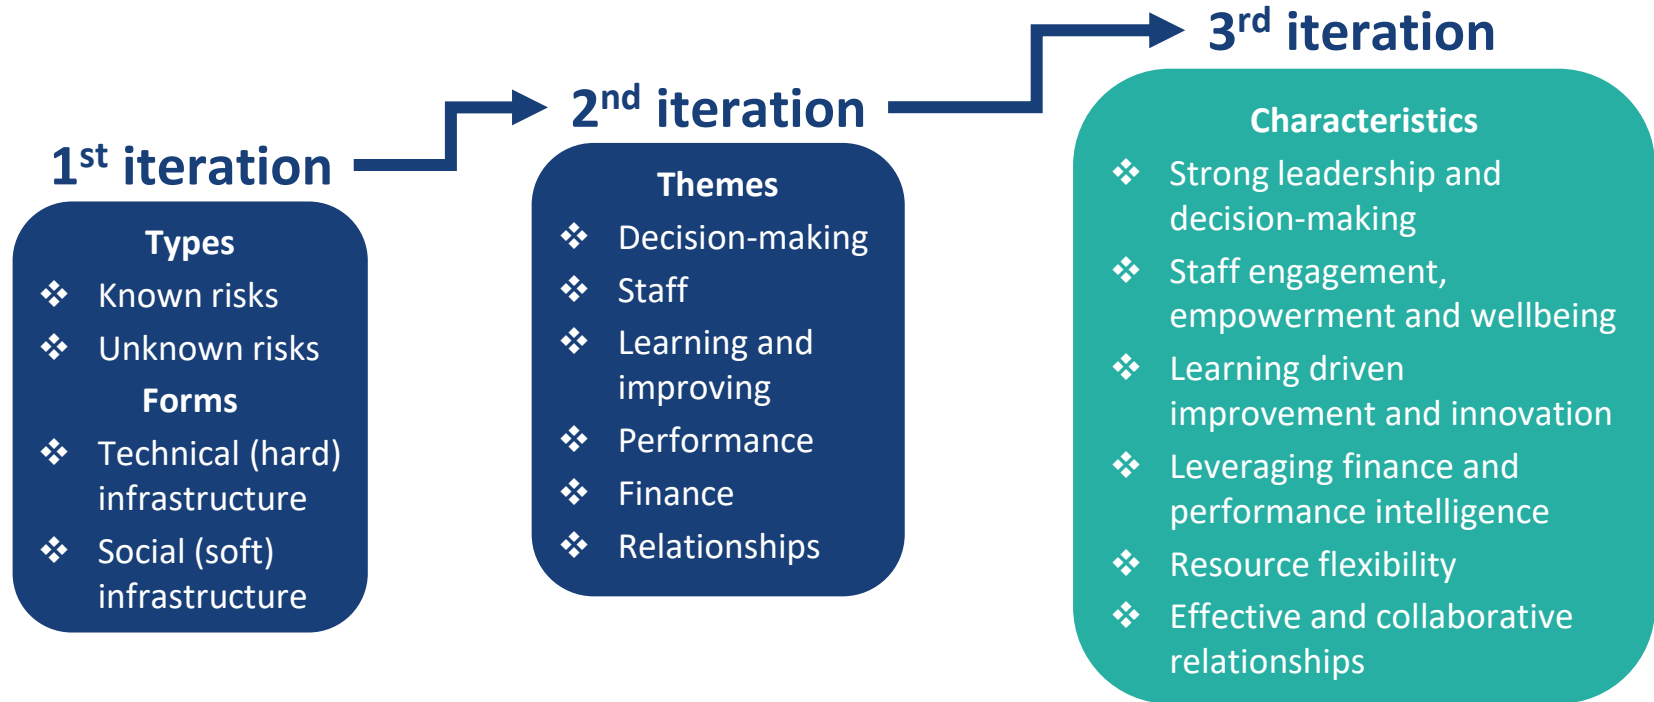 1st iteration
Types
❖ Known risks
❖ Unknown risks
Forms
❖ Technical (hard)
infrastructure
❖ Social (soft)
infrastructure
2nd iteration
Themes
❖ Decision-making
❖ Staff
❖ Learning and
improving
❖ Performance
❖ Finance
❖ Relationships
3rd iteration
Characteristics
❖ Strong leadership and
decision-making
❖ Staff engagement,
empowerment and wellbeing
❖ Learning driven
improvement and innovation
❖ Leveraging finance and
performance intelligence
❖ Resource flexibility
❖ Effective and collaborative
relationships